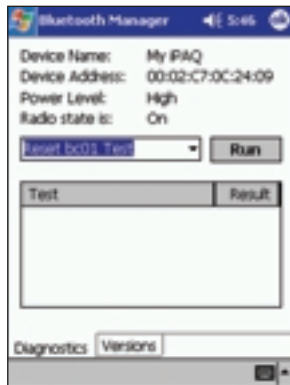 Bluetooth Manager 5:46 ok
Device Name: My iPAQ
Device Address: 00:02:C7:0C:24:09
Power Level: High
Radio state is: On
Reset bc01 Test Run
Test Result
Diagnostics Versions